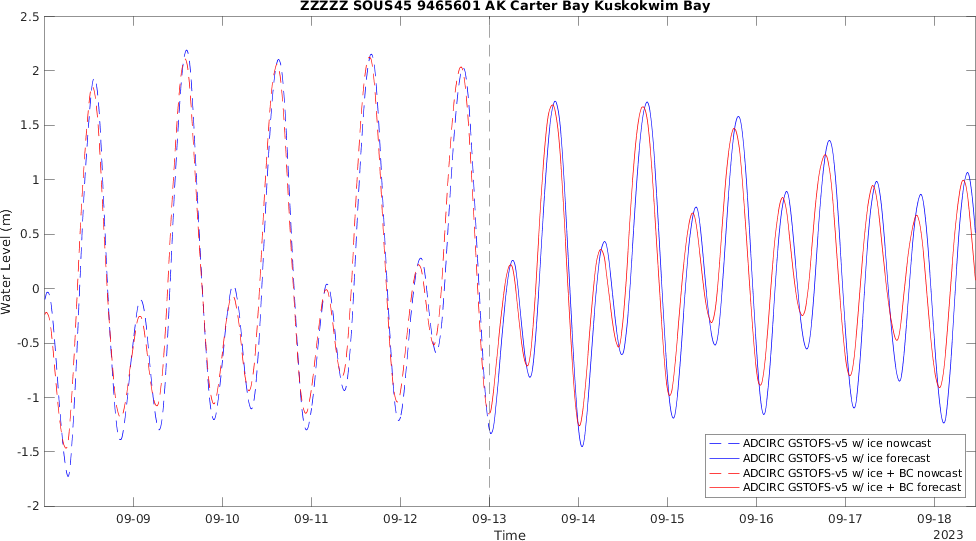 ZZZZZ SOUS45 9465601 AK Carter Bay Kuskokwim Bay
2.5
2
1.5
1
0.5
0
-0.5
-1
-1.5
-2
Water Level (m)
ADCIRC GSTOFS-v5 w/ ice nowcast
ADCIRC GSTOFS-v5 w/ ice forecast
ADCIRC GSTOFS-v5 w/ ice + BC nowcast
ADCIRC GSTOFS-v5 w/ ice + BC forecast
09-09 09-10 09-11 09-12 09-13 09-14 09-15 09-16 09-17 09-18
Time
2023